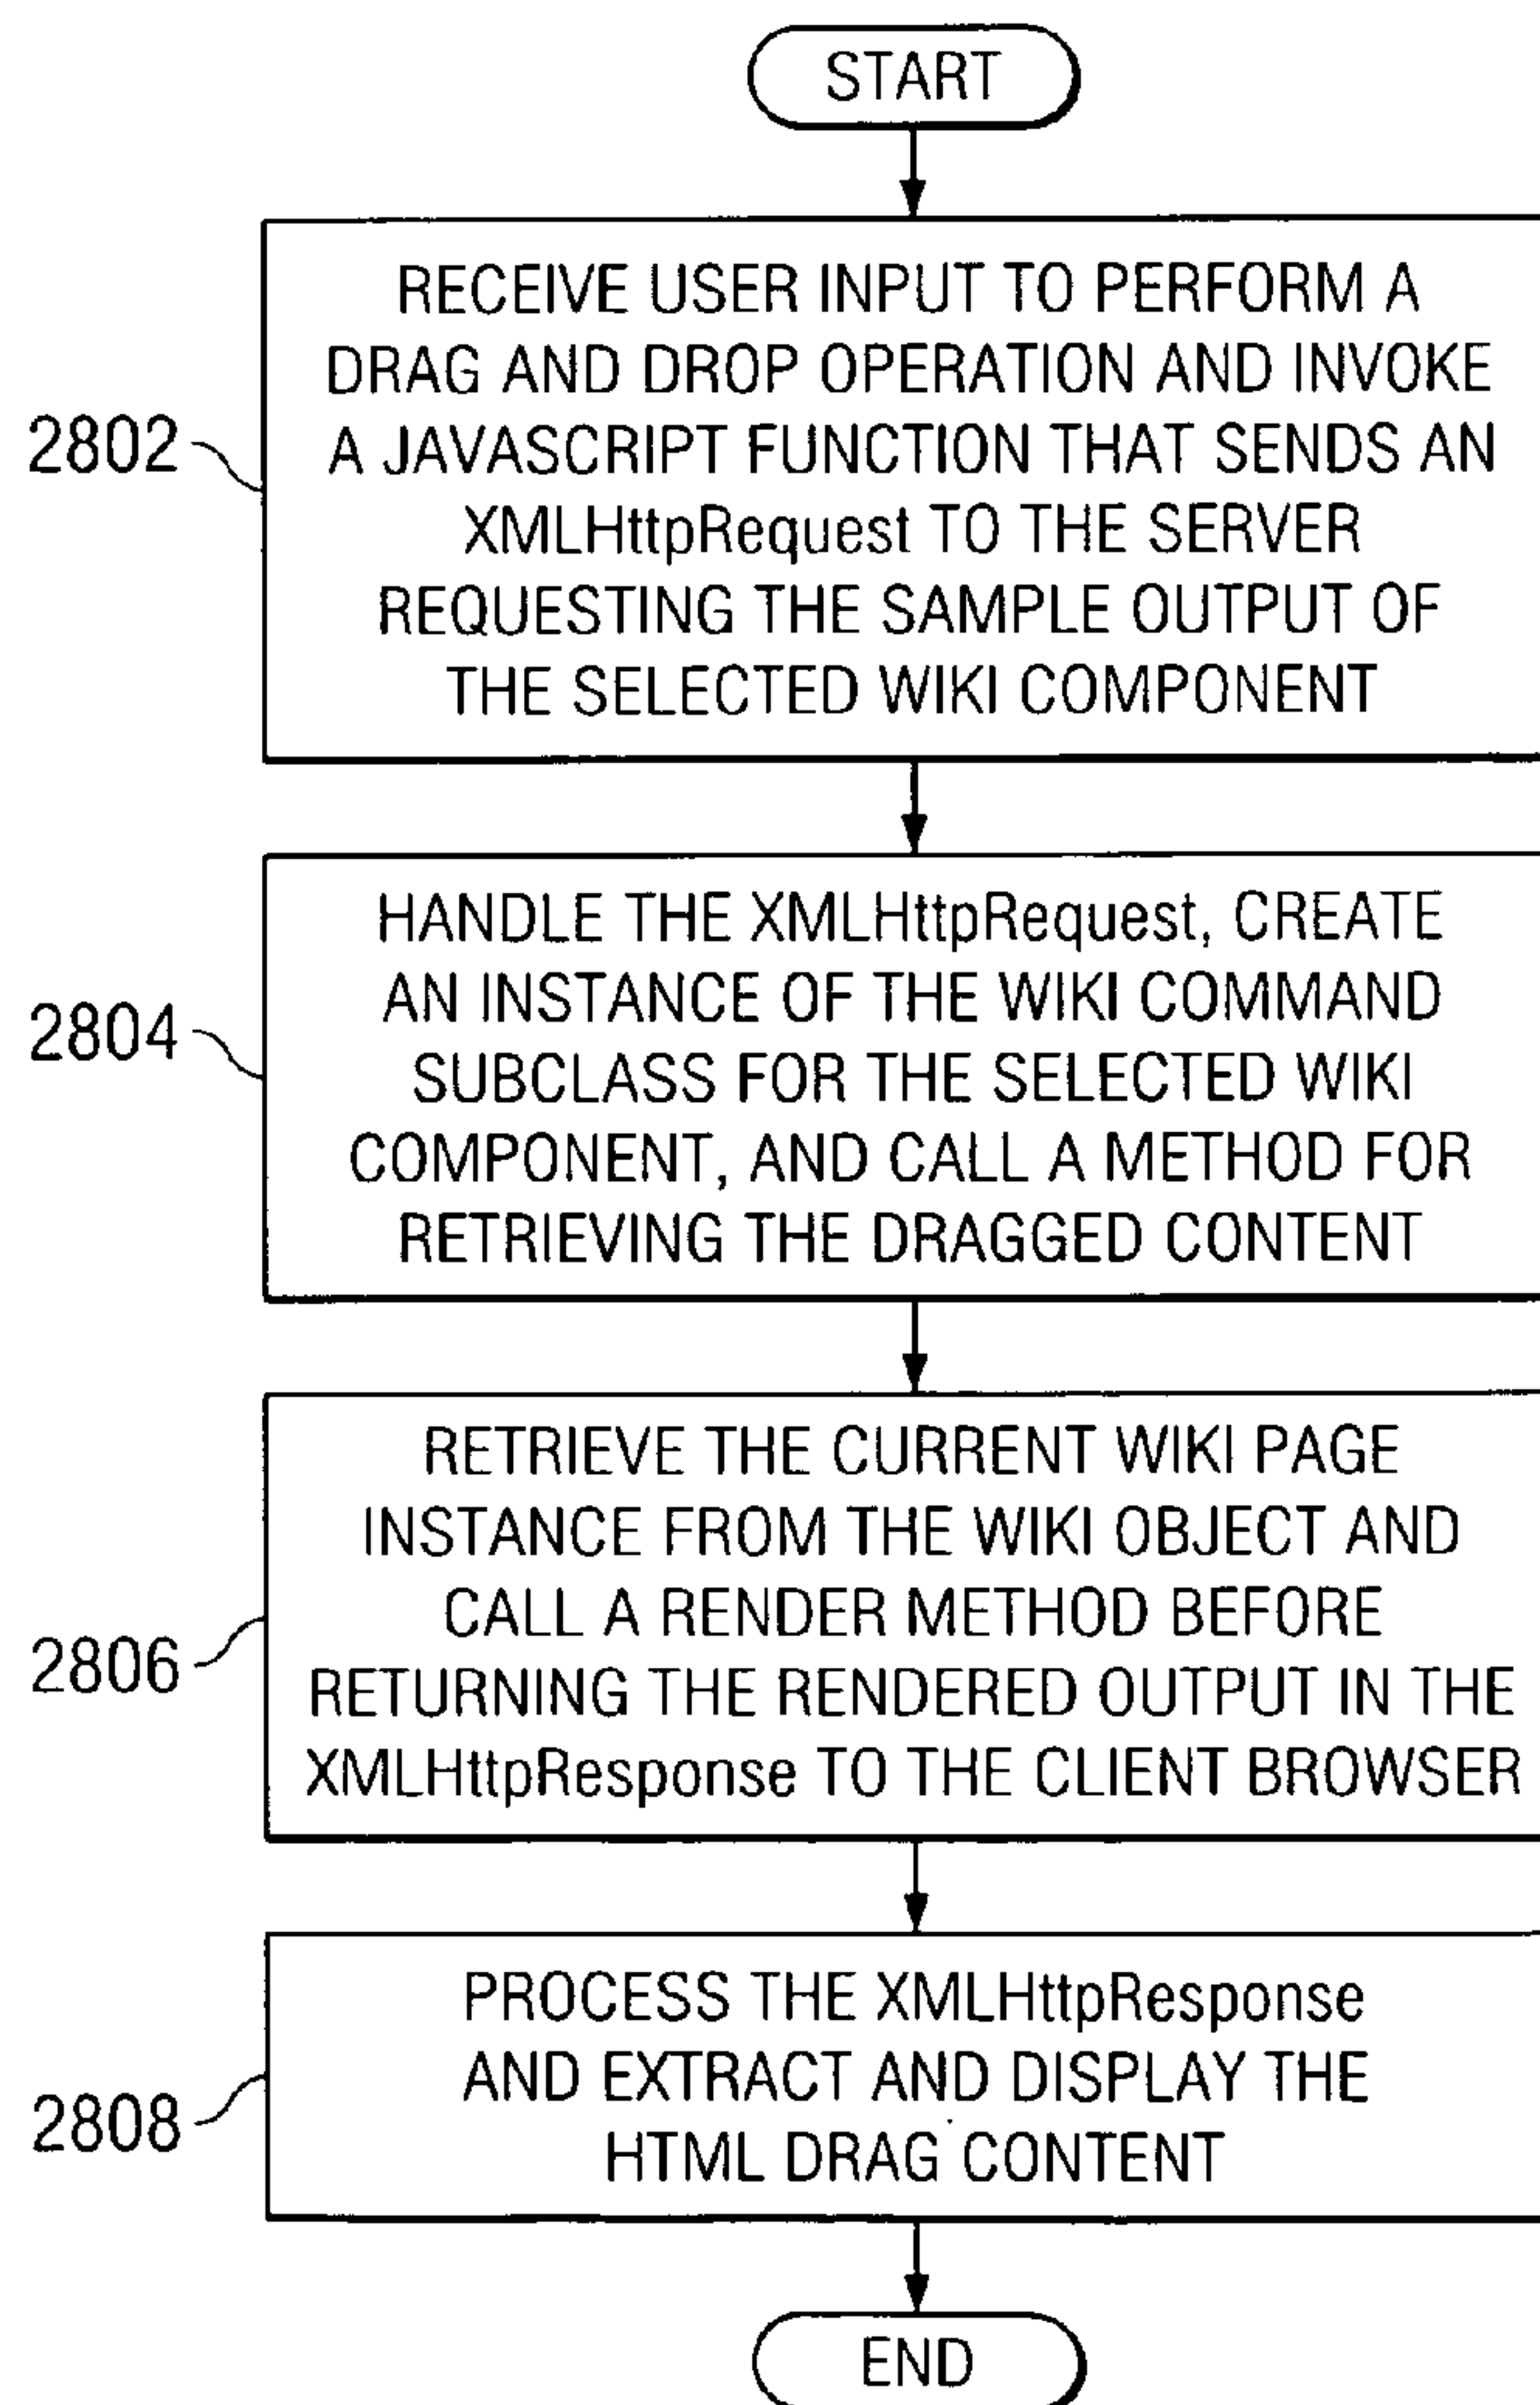 START
RECEIVE USER INPUT TO PERFORM A
DRAG AND DROP OPERATION AND INVOKE
A JAVASCRIPT FUNCTION THAT SENDS AN
XMLHttpRequest TO THE SERVER
REQUESTING THE SAMPLE OUTPUT OF
THE SELECTED WIKI COMPONENT
2802
HANDLE THE XMLHttpRequest, CREATE
AN INSTANCE OF THE WIKI COMMAND
SUBCLASS FOR THE SELECTED WIKI
COMPONENT, AND CALL A METHOD FOR
RETRIEVING THE DRAGGED CONTENT
2804
RETRIEVE THE CURRENT WIKI PAGE
INSTANCE FROM THE WIKI OBJECT AND
CALL A RENDER METHOD BEFORE
RETURNING THE RENDERED OUTPUT IN THE
XMLHttpResponse TO THE CLIENT BROWSER
2806
PROCESS THE XMLHttpResponse
AND EXTRACT AND DISPLAY THE
HTML DRAG CONTENT
2808
END